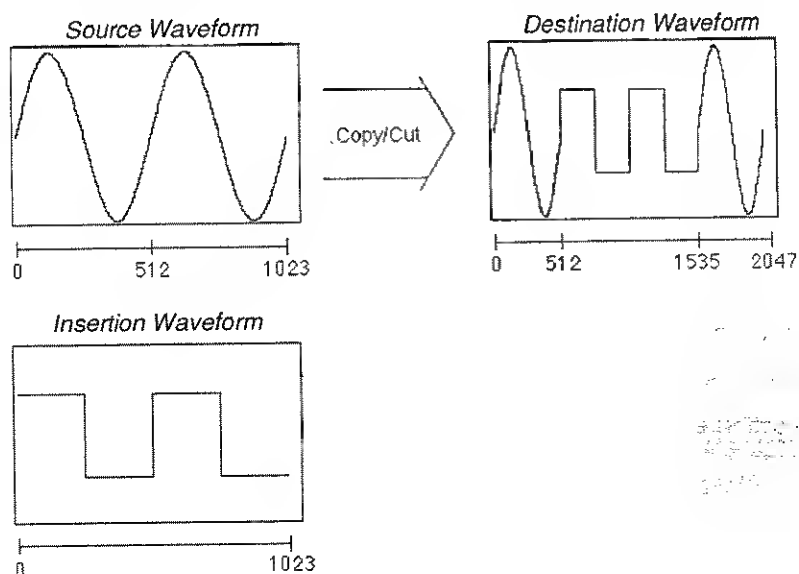 Source Waveform
0 512 1023
.Copy/Cut
Destination Waveform
0 512 1535 2047
Insertion Waveform
0 1023